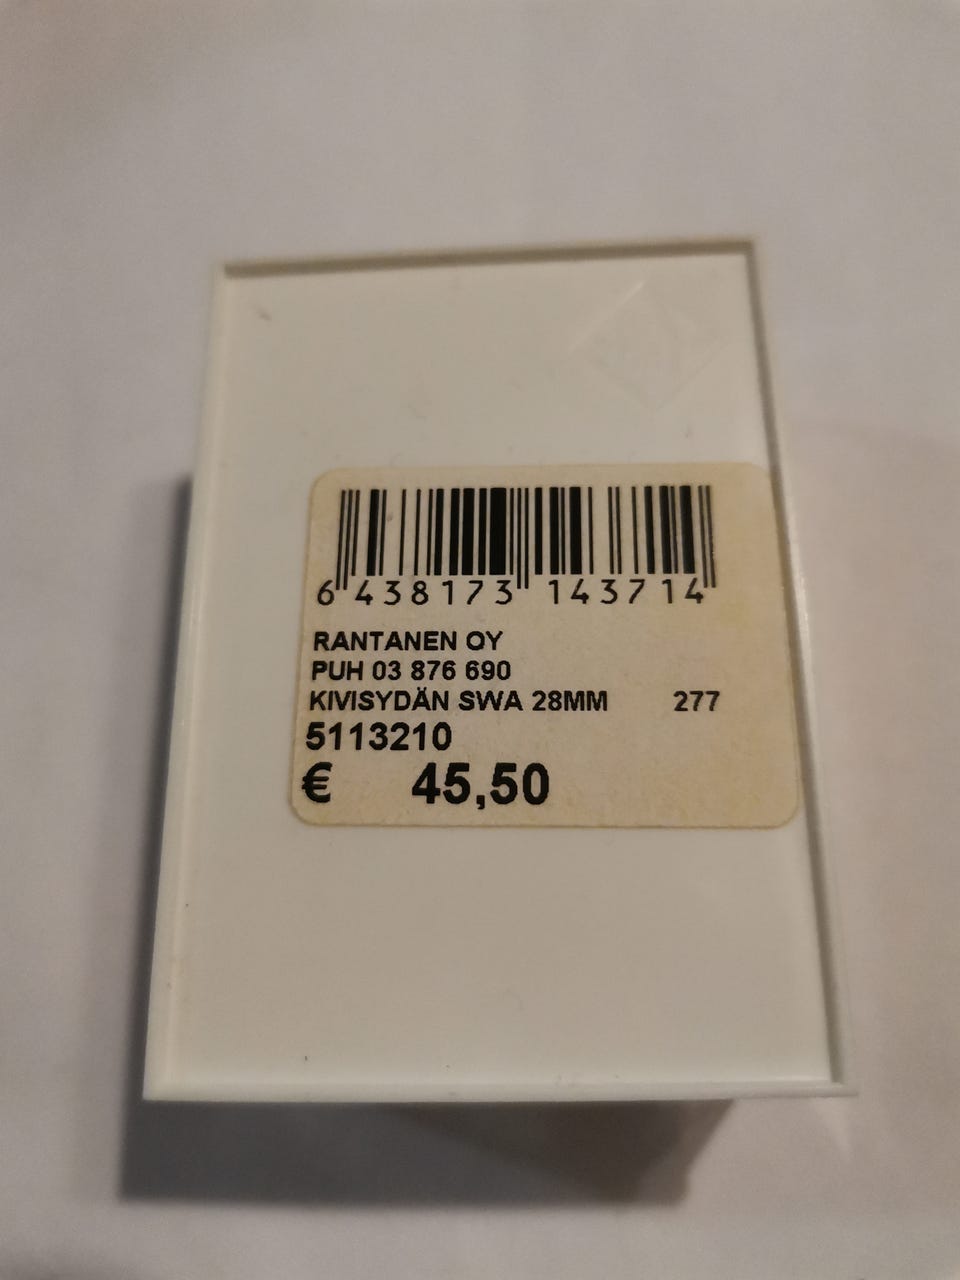 6 438173 143714
RANTANEN OY
PUH 03 876 690
KIVISYDÄN SWA 28MM 277
5113210
€ 45,50